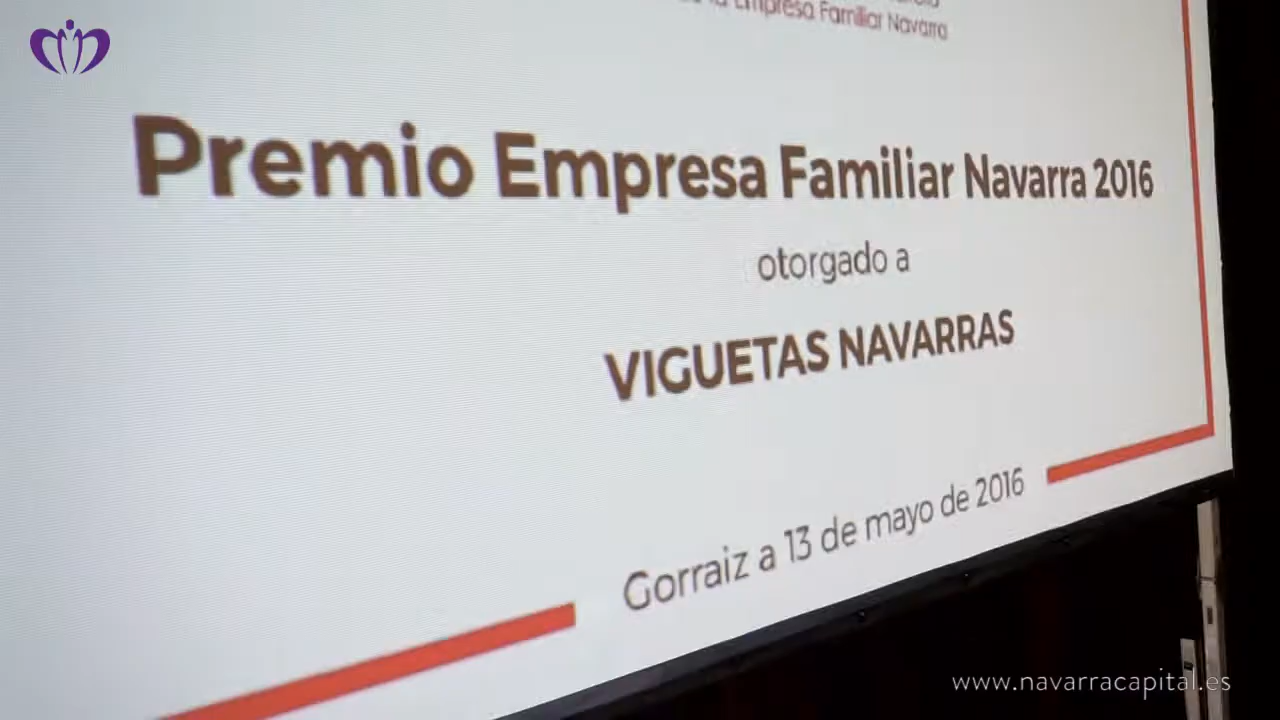 Empresa Familiar Navarra
Premio Empresa Familiar Navarra 2016
otorgado a
VIGUETAS NAVARRAS
Gorraiz a 13 de mayo de 2016
www.navarracapital.es